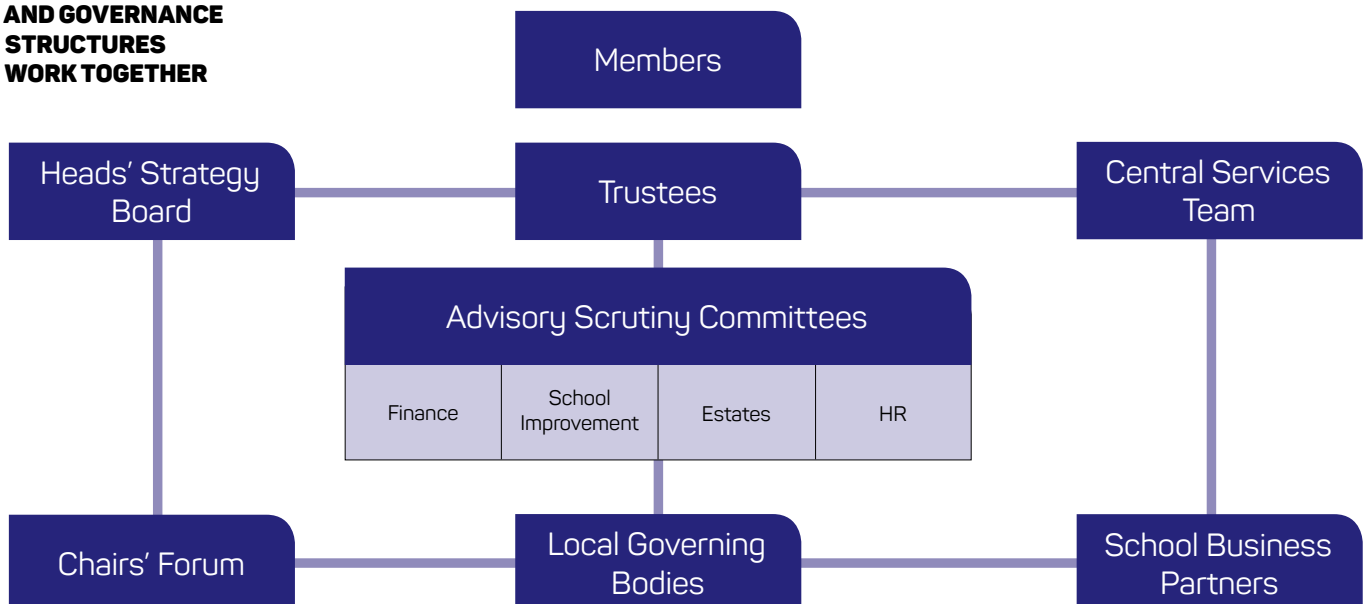 AND GOVERNANCE
STRUCTURES
WORK TOGETHER
Members
Heads' Strategy
Board
Trustees
Central Services
Team
Advisory Scrutiny Committees
Finance
School
Improvement
Estates
HR
Chairs' Forum
Local Governing
Bodies
School Business
Partners